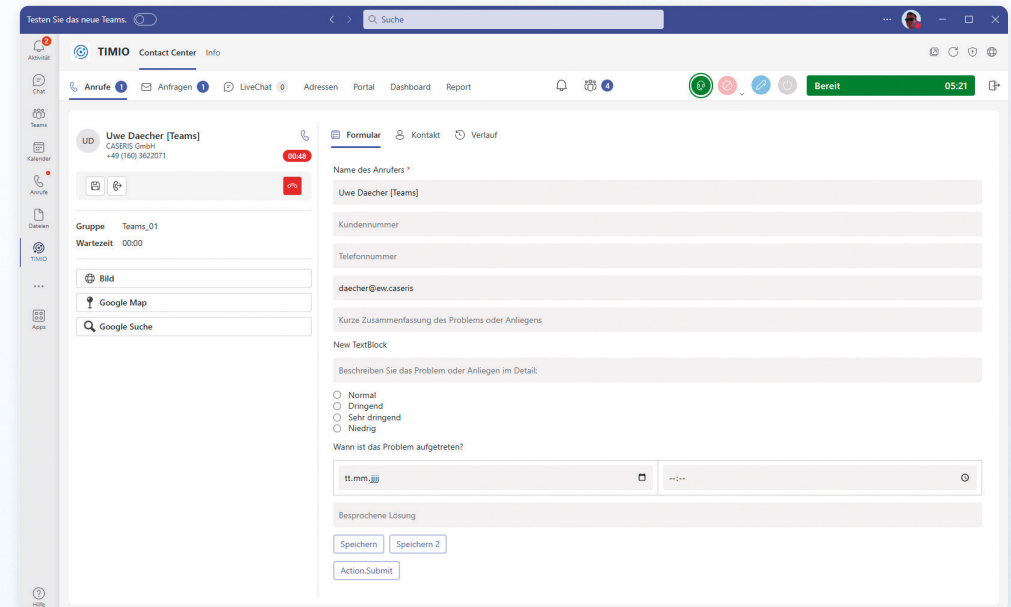 Testen Sie das neue Teams.
Suche
2
Aktivität
Chat
Teams
Kalender
Anrufe
Dateien
TIMIO
Apps
Hilfe
TIMIO Contact Center Info
Anrufe 1 Anfragen 1 LiveChat 0 Adressen Portal Dashboard Report 4 Bereit 05:21
UD
Uwe Daecher [Teams]
CASERIS GmbH
+49 (160) 3622071
00:48
Gruppe Teams_01
Wartezeit 00:00
Bild
Google Map
Google Suche
Formular Kontakt Verlauf
Name des Anrufers *
Uwe Daecher [Teams]
Kundennummer
Telefonnummer
daecher@ew.caseris
Kurze Zusammenfassung des Problems oder Anliegens
New TextBlock
Beschreiben Sie das Problem oder Anliegen im Detail:
Normal
Dringend
Sehr dringend
Niedrig
Wann ist das Problem aufgetreten?
tt.mm.jjjj --:--
Besprochene Lösung
Speichern Speichern 2
Action.Submit